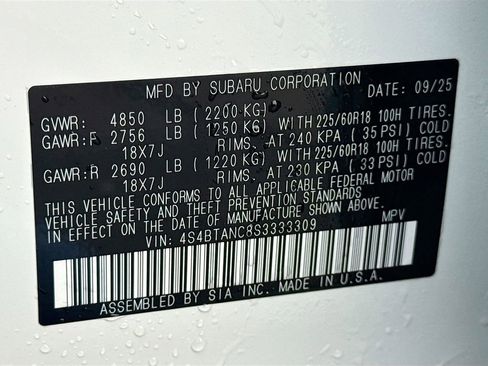 MFD BY SUBARU CORPORATION DATE: 09/25
GVWR: 4850 LB (2200 KG)
GAWR:F 2756 LB (1250 KG) WITH 225/60R18 100H TIRES.
18X7J RIMS. AT 240 KPA ( 35 PSI) COLD
GAWR:R 2690 LB (1220 KG) WITH 225/60R18 100H TIRES.
18X7J RIMS. AT 230 KPA ( 33 PSI) COLD
THIS VEHICLE CONFORMS TO ALL APPLICABLE FEDERAL MOTOR
VEHICLE SAFETY AND THEFT PREVENTION STANDARDS
IN EFFECT ON THE DATE OF MANUFACTURE SHOWN ABOVE.
VIN: 4S4BTANC8S3333309 MPV
ASSEMBLED BY SIA INC. MADE IN U.S.A.